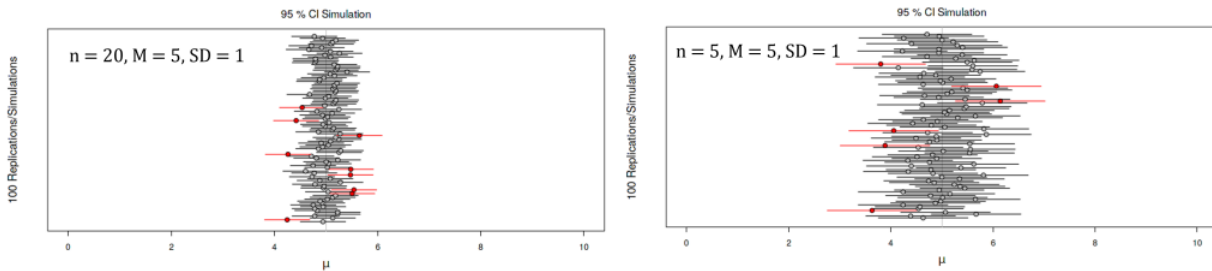 95 % CI Simulation
n = 20, M = 5, SD = 1
100 Replications/Simulations
0 2 4 6 8 10
μ
95 % CI Simulation
n = 5, M = 5, SD = 1
100 Replications/Simulations
0 2 4 6 8 10
μ